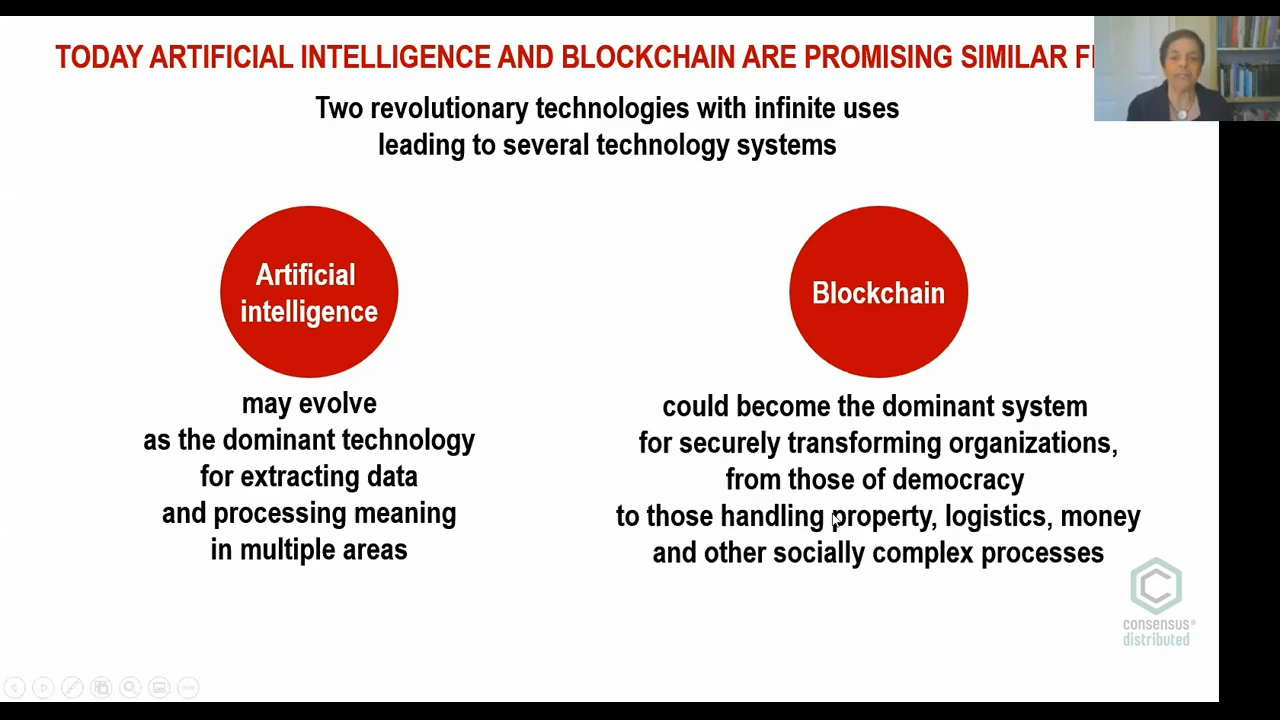 TODAY ARTIFICIAL INTELLIGENCE AND BLOCKCHAIN ARE PROMISING SIMILAR
Two revolutionary technologies with infinite uses
leading to several technology systems
Artificial
intelligence
may evolve
as the dominant technology
for extracting data
and processing meaning
in multiple areas
Blockchain
could become the dominant system
for securely transforming organizations,
from those of democracy
to those handling property, logistics, money
and other socially complex processes
consensus®
distributed